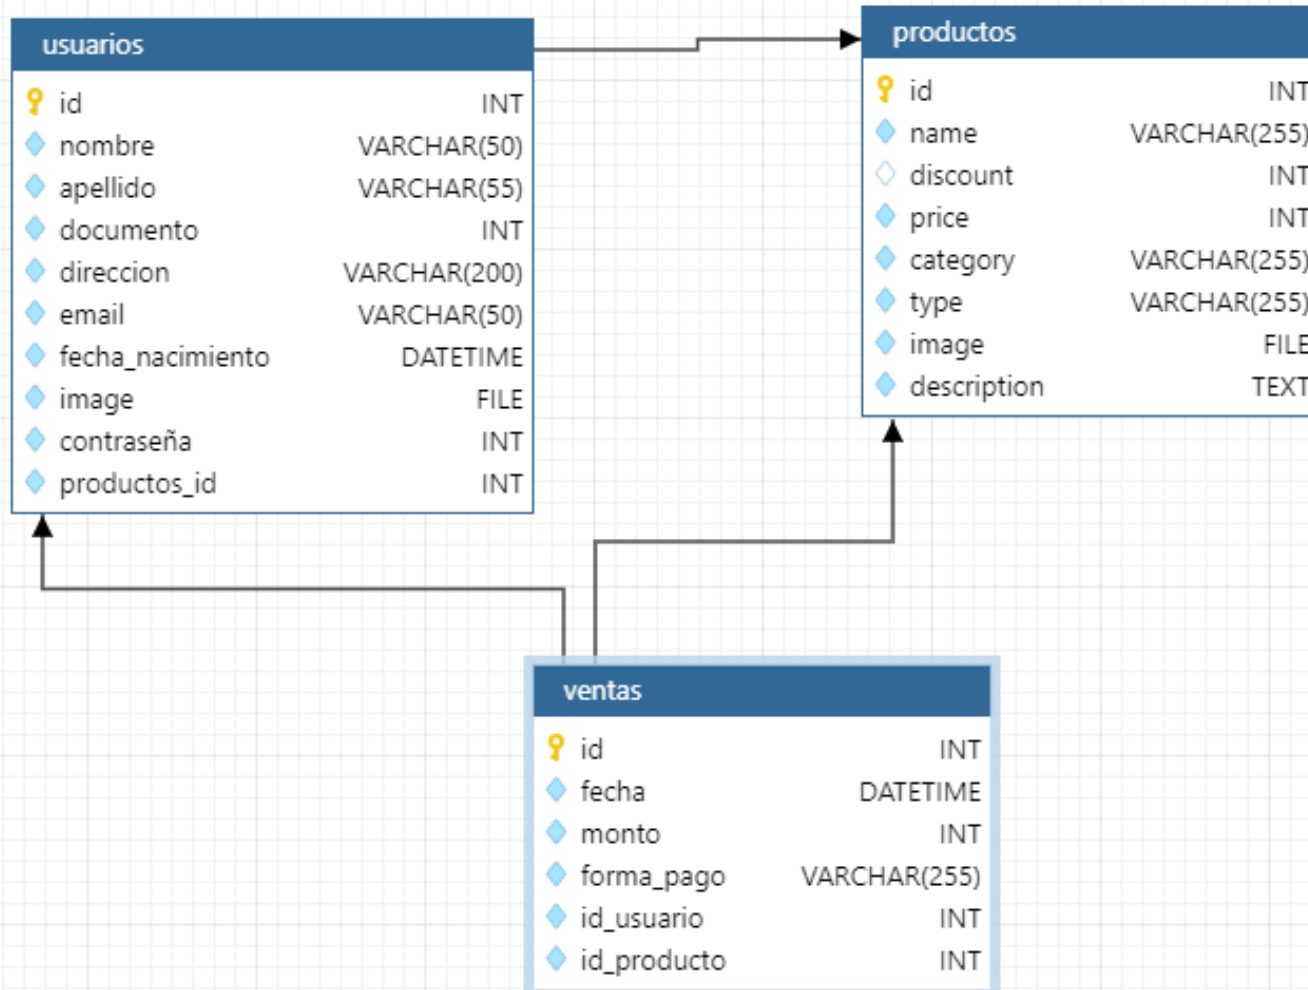 usuarios
id INT
nombre VARCHAR(50)
apellido VARCHAR(55)
documento INT
direccion VARCHAR(200)
email VARCHAR(50)
fecha_nacimiento DATETIME
image FILE
contraseña INT
productos_id INT
productos
id INT
name VARCHAR(255)
discount INT
price INT
category VARCHAR(255)
type VARCHAR(255)
image FILE
description TEXT
ventas
id INT
fecha DATETIME
monto INT
forma_pago VARCHAR(255)
id_usuario INT
id_producto INT